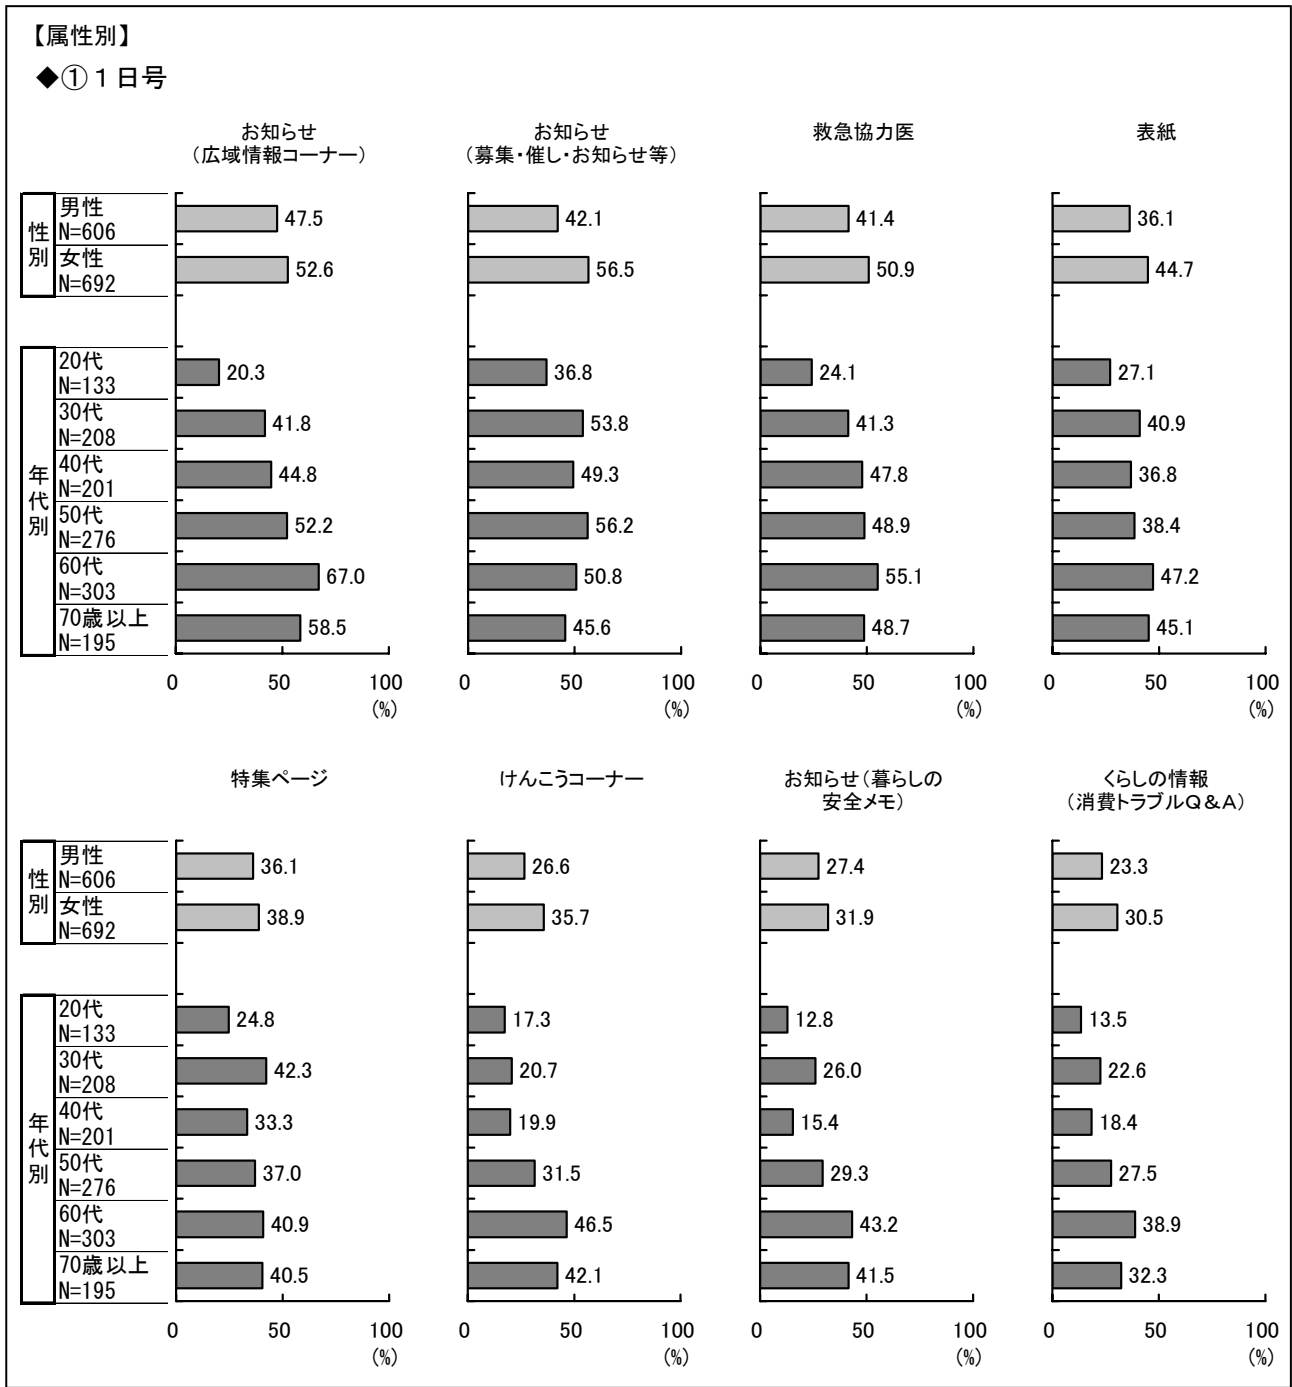 【属性別】
◆①１日号
お知らせ
（広域情報コーナー）
お知らせ
（募集・催し・お知らせ等）
救急協力医
表紙
性別
男性
N=606
47.5
42.1
41.4
36.1
女性
N=692
52.6
56.5
50.9
44.7
年代別
20代
N=133
20.3
36.8
24.1
27.1
30代
N=208
41.8
53.8
41.3
40.9
40代
N=201
44.8
49.3
47.8
36.8
50代
N=276
52.2
56.2
48.9
38.4
60代
N=303
67.0
50.8
55.1
47.2
70歳以上
N=195
58.5
45.6
48.7
45.1
0 50 100
(%)
0 50 100
(%)
0 50 100
(%)
0 50 100
(%)
特集ページ
けんこうコーナー
お知らせ（暮らしの
安全メモ）
くらしの情報
（消費トラブルＱ＆Ａ）
性別
男性
N=606
36.1
26.6
27.4
23.3
女性
N=692
38.9
35.7
31.9
30.5
年代別
20代
N=133
24.8
17.3
12.8
13.5
30代
N=208
42.3
20.7
26.0
22.6
40代
N=201
33.3
19.9
15.4
18.4
50代
N=276
37.0
31.5
29.3
27.5
60代
N=303
40.9
46.5
43.2
38.9
70歳以上
N=195
40.5
42.1
41.5
32.3
0 50 100
(%)
0 50 100
(%)
0 50 100
(%)
0 50 100
(%)